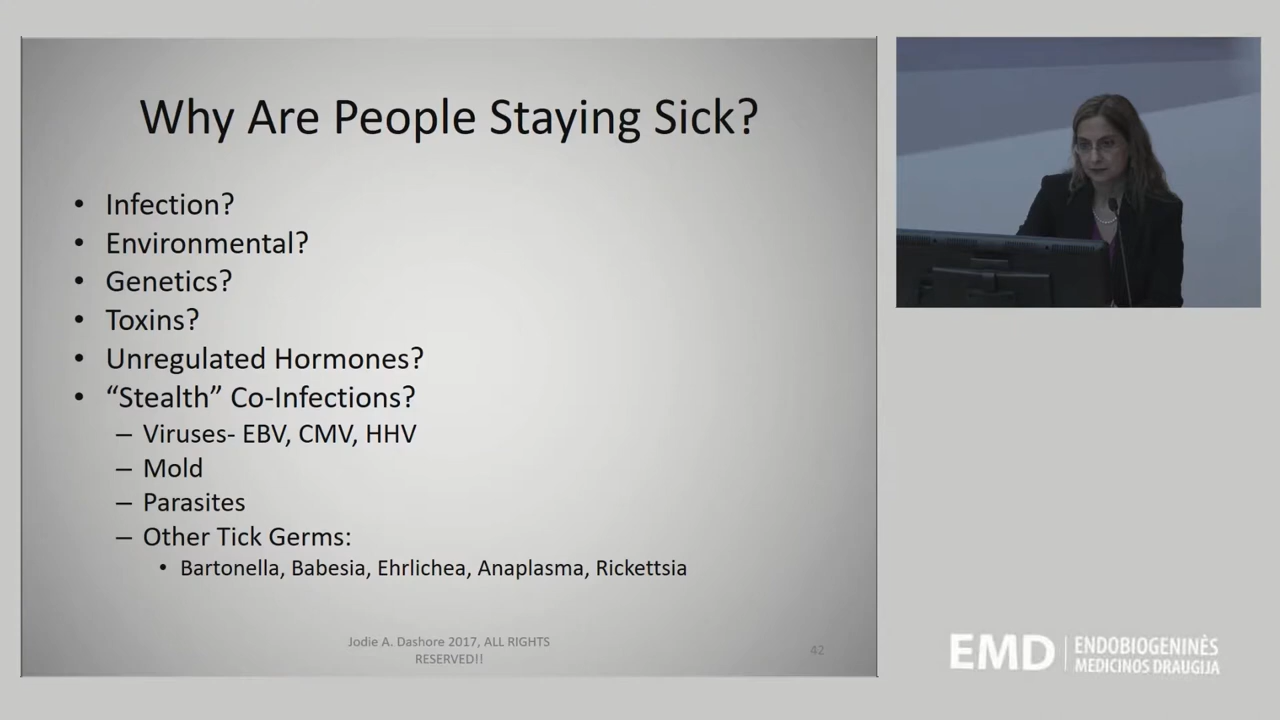 Why Are People Staying Sick?
• Infection?
• Environmental?
• Genetics?
• Toxins?
• Unregulated Hormones?
• “Stealth” Co-Infections?
– Viruses- EBV, CMV, HHV
– Mold
– Parasites
– Other Tick Germs:
• Bartonella, Babesia, Ehrlichea, Anaplasma, Rickettsia
Jodie A. Dashore 2017, ALL RIGHTS
RESERVED!!
42
EMD
ENDOBIOGENINĖS
MEDICINOS DRAUGIJA